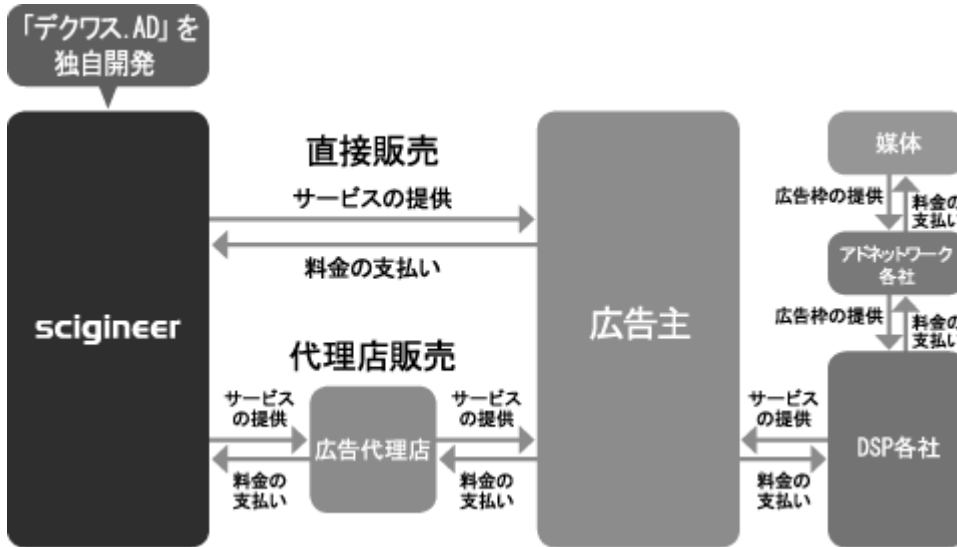 「デクワス.AD」を
独自開発
scigineer
直接販売
サービスの提供
料金の支払い
代理店販売
サービス
の提供
料金の
支払い
広告代理店
サービス
の提供
料金の
支払い
広告主
サービス
の提供
料金の
支払い
媒体
広告枠の提供
料金の
支払い
アドネットワーク
各社
広告枠の提供
料金の
支払い
DSP各社